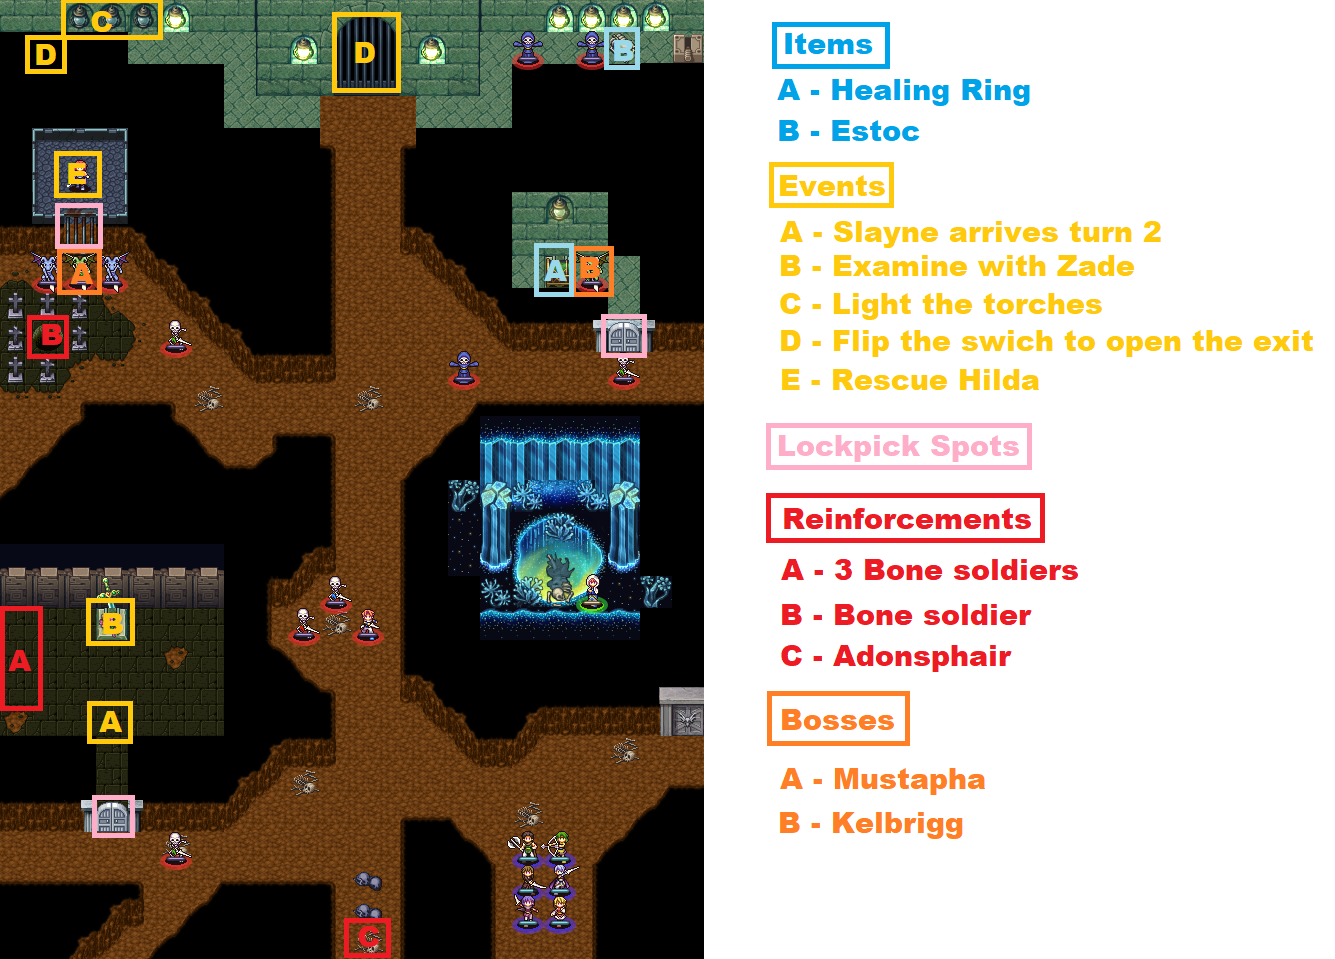 C
D
D
B
E
A
A
B
B
B
A
A
C
Items
A - Healing Ring
B - Estoc
Events
A - Slayne arrives turn 2
B - Examine with Zade
C - Light the torches
D - Flip the swich to open the exit
E - Rescue Hilda
Lockpick Spots
Reinforcements
A - 3 Bone soldiers
B - Bone soldier
C - Adonsphair
Bosses
A - Mustapha
B - Kelbrigg